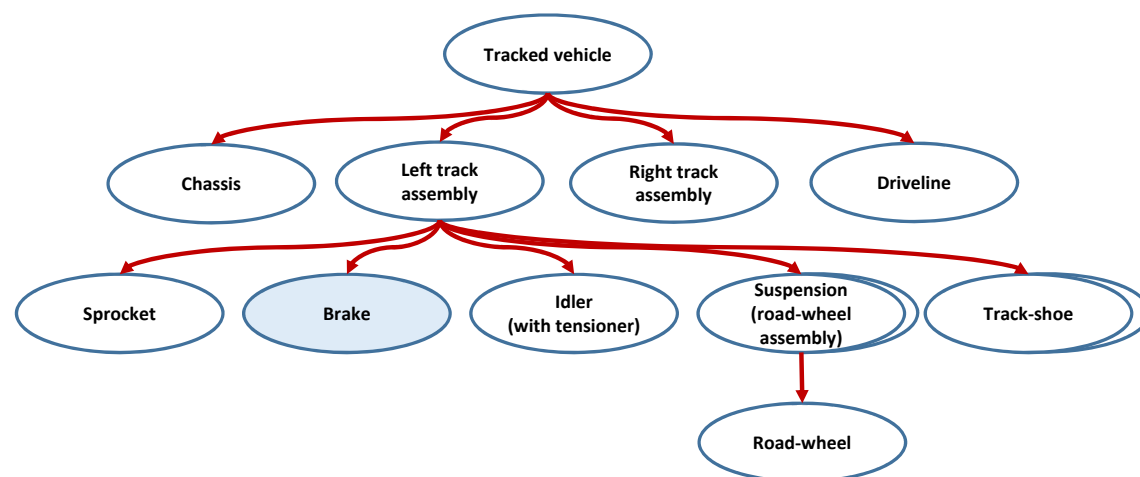 Tracked vehicle
Chassis
Left track
assembly
Right track
assembly
Driveline
Sprocket
Brake
Idler
(with tensioner)
Suspension
(road-wheel
assembly)
Track-shoe
Road-wheel